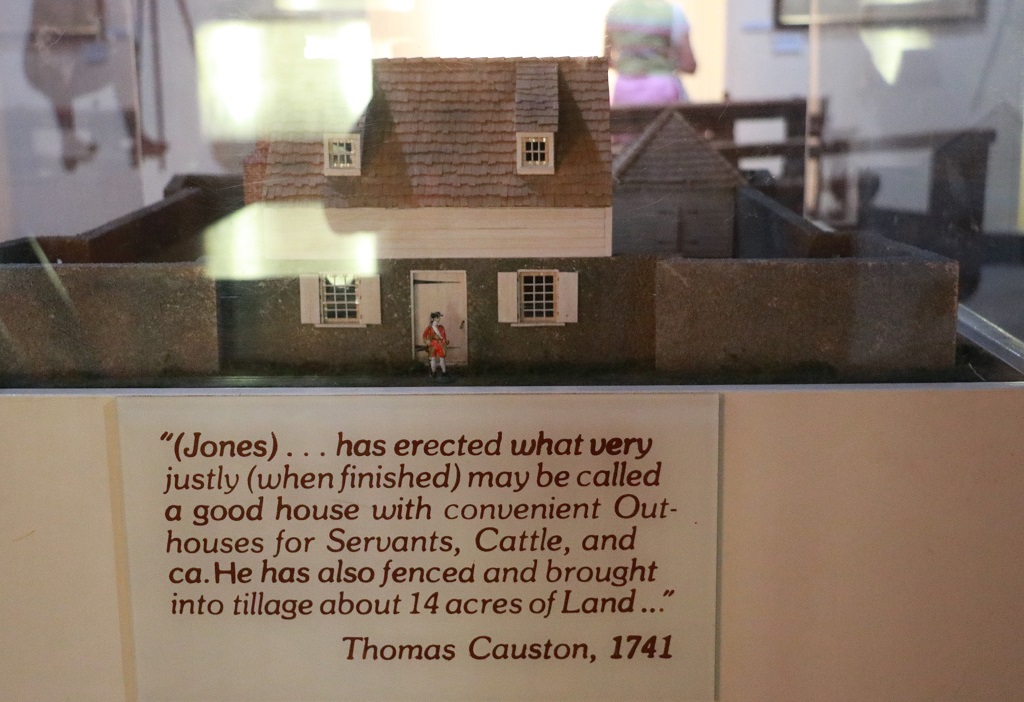 "(Jones) . . . has erected what very
justly (when finished) may be called
a good house with convenient Out-
houses for Servants, Cattle, and
ca. He has also fenced and brought
into tillage about 14 acres of Land ..."
Thomas Causton, 1741